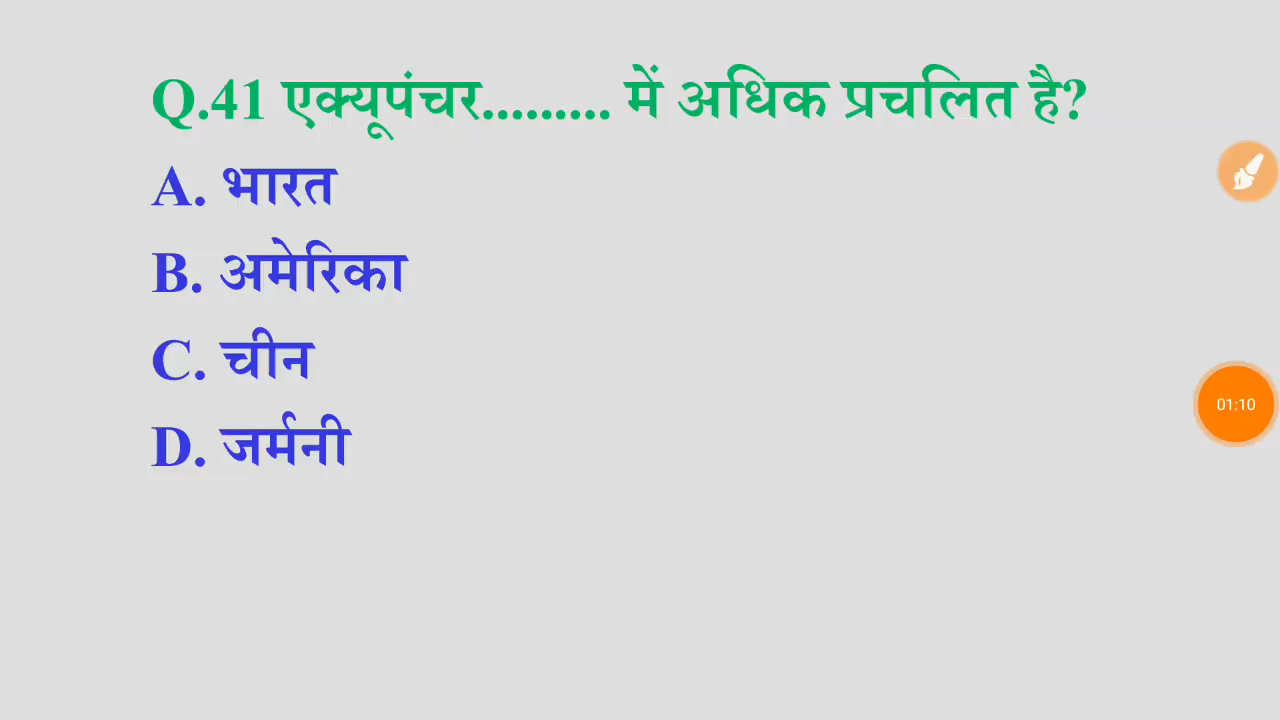 Q.41 एक्यूपंचर......... में अधिक प्रचलित है?
A. भारत
B. अमेरिका
C. चीन
D. जर्मनी
01:10